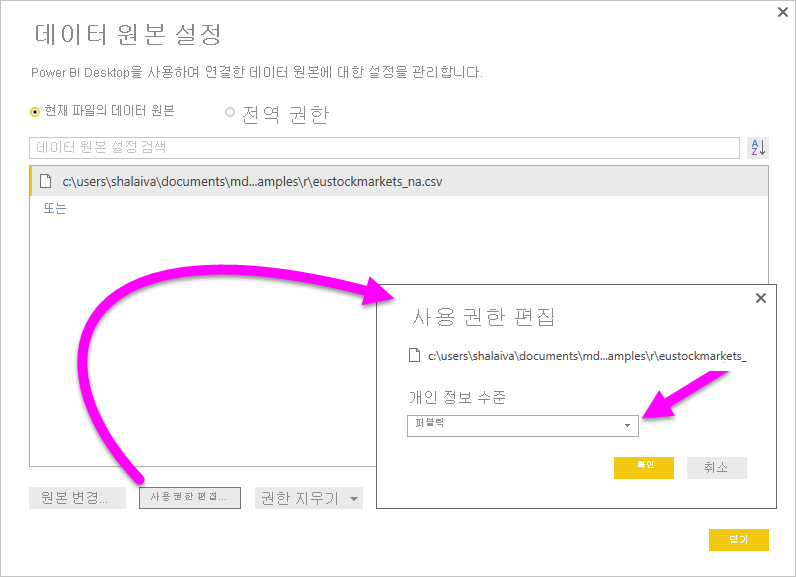 데이터 원본 설정
Power BI Desktop을 사용하여 연결한 데이터 원본에 대한 설정을 관리합니다.
현재 파일의 데이터 원본
전역 권한
데이터 원본 설정 검색
c:\users\shalaiva\documents\md...amples\r\eustockmarkets_na.csv
또는
사용 권한 편집
c:\users\shalaiva\documents\md...amples\r\eustockmarkets_
개인 정보 수준
퍼블릭
확인
취소
원본 변경...
사용 권한 편집...
권한 지우기
닫기